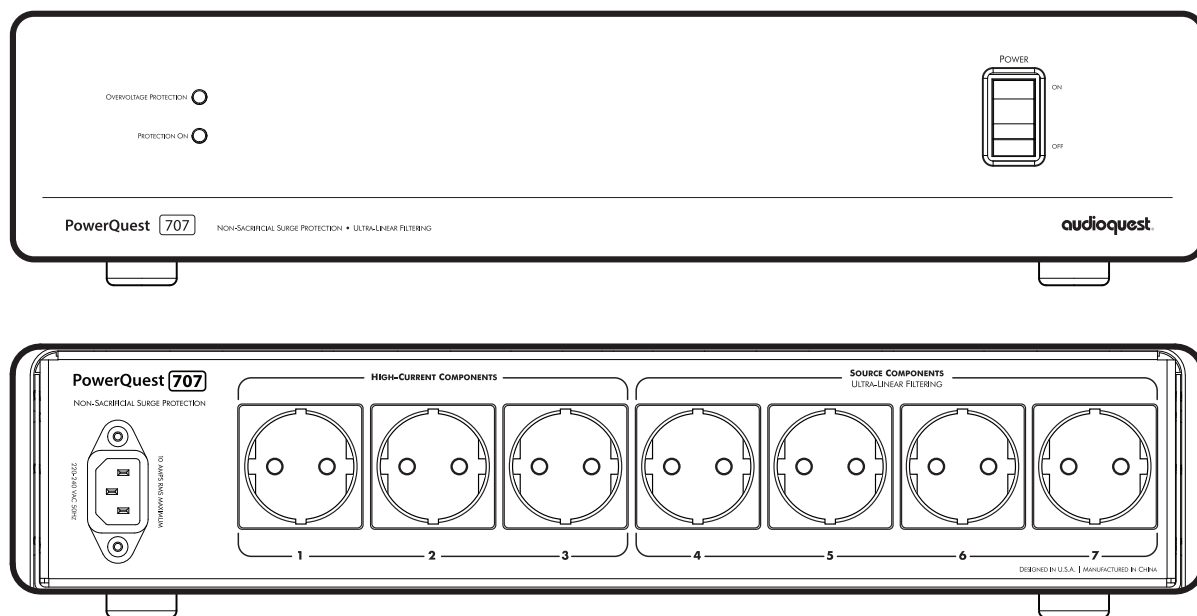 POWER
ON
OVERVOLTAGE PROTECTION
PROTECTION ON
OFF
PowerQuest 707 NON-SACRIFICIAL SURGE PROTECTION • ULTRA-LINEAR FILTERING
audioquest.
PowerQuest 707
NON-SACRIFICIAL SURGE PROTECTION
HIGH-CURRENT COMPONENTS
SOURCE COMPONENTS
ULTRA-LINEAR FILTERING
220-240 VAC 50HZ
10 AMPS RMS MAXIMUM
1 2 3 4 5 6 7
DESIGNED IN U.S.A. | MANUFACTURED IN CHINA